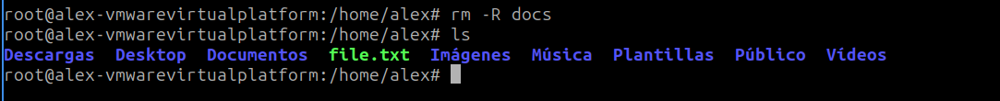 root@alex-vmwarevirtualplatform:/home/alex# rm -R docs
root@alex-vmwarevirtualplatform:/home/alex# ls
Descargas  Desktop  Documentos  file.txt  Imágenes  Música  Plantillas  Público  Vídeos
root@alex-vmwarevirtualplatform:/home/alex#